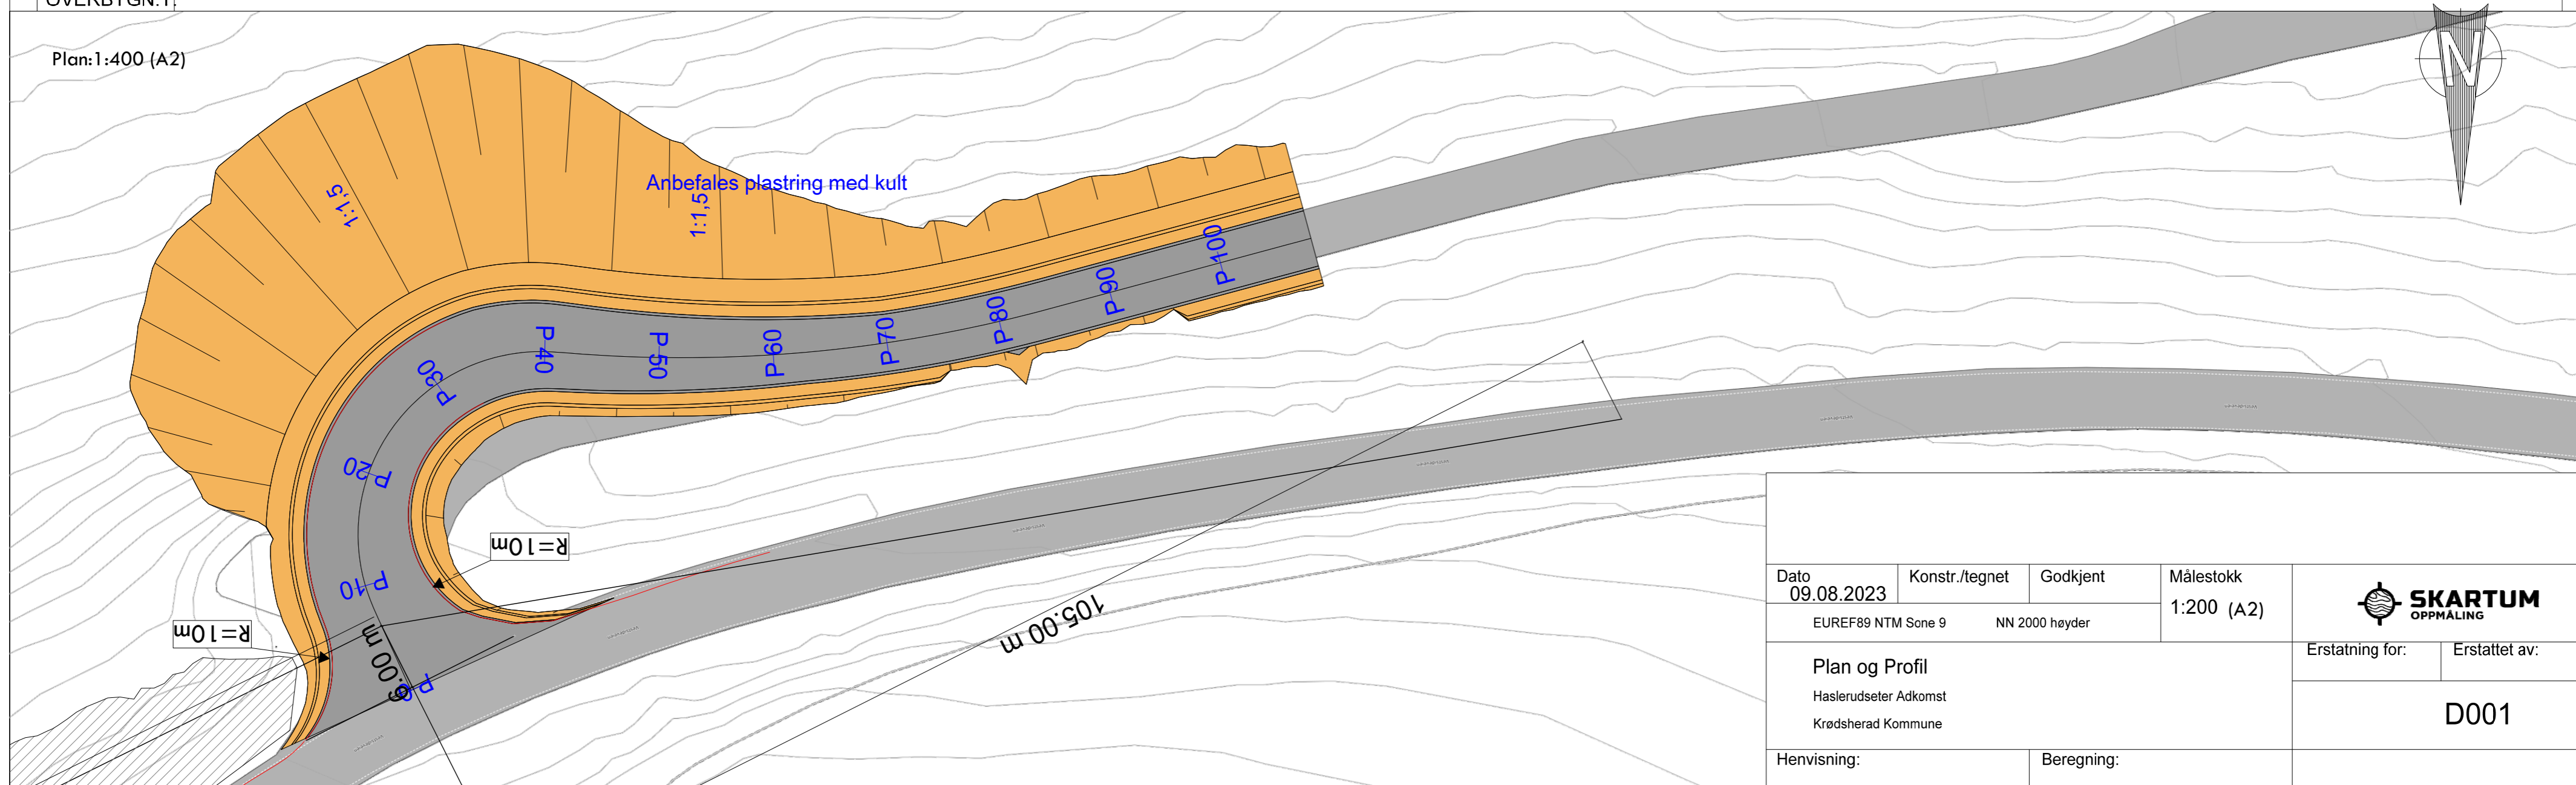 OVERBYGN.T.
Plan:1:400 (A2)
N
Anbefales plastring med kult
1:1,5
1:1,5
P 100
P 90
P 80
P 70
P 60
P 50
P 40
P 30
P 20
P 10
P 0
R=10m
R=10m
6.00 m
105.00 m
Dato
09.08.2023
Konstr./tegnet
Godkjent
Målestokk
1:200 (A2)
EUREF89 NTM Sone 9
NN 2000 høyder
SKARTUM
OPPMÅLING
Plan og Profil
Haslerudseter Adkomst
Krødsherad Kommune
Erstatning for:
Erstattet av:
D001
Henvisning:
Beregning: